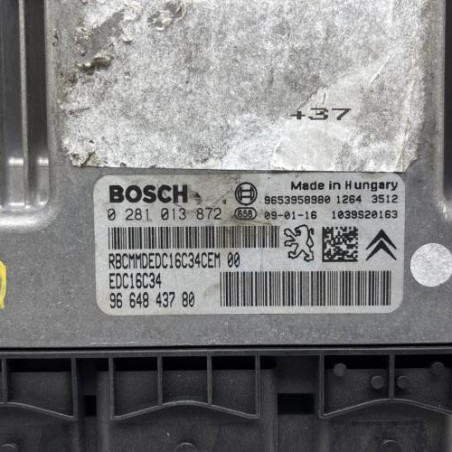 +37
BOSCH
Made in Hungary
9653958980 1264 3512
0 281 013 872 658 09-01-16 1039S20163
RBCMMDEDC16C34CEM 00
EDC16C34
96 648 437 80